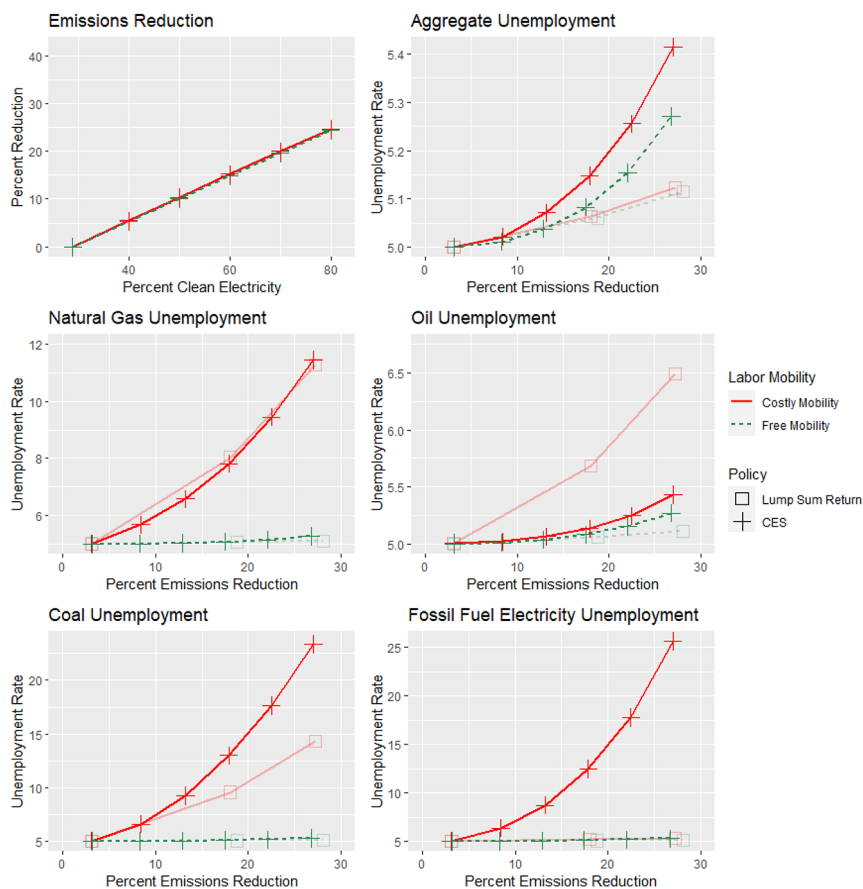 Emissions Reduction
Percent Reduction
40
30
20
10
0
40
60
80
Percent Clean Electricity
Aggregate Unemployment
Unemployment Rate
5.4
5.3
5.2
5.1
5.0
0
10
20
30
Percent Emissions Reduction
Natural Gas Unemployment
Unemployment Rate
12
10
8
6
0
10
20
30
Percent Emissions Reduction
Oil Unemployment
Unemployment Rate
6.5
6.0
5.5
5.0
0
10
20
30
Percent Emissions Reduction
Labor Mobility
Costly Mobility
Free Mobility
Policy
Lump Sum Return
CES
Coal Unemployment
Unemployment Rate
20
15
10
5
0
10
20
30
Percent Emissions Reduction
Fossil Fuel Electricity Unemployment
Unemployment Rate
25
20
15
10
5
0
10
20
30
Percent Emissions Reduction